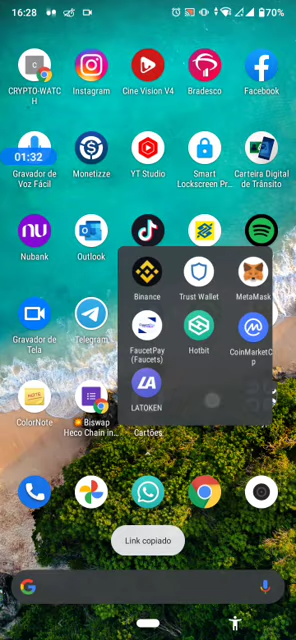 16:28
70%
CRYPTO-WATC
H
Instagram
Cine Vision V4
Bradesco
Facebook
01:32
Gravador de
Voz Fácil
Monetizze
YT Studio
Smart
Lockscreen Pr...
Carteira Digital
de Trânsito
Nubank
Outlook
Binance
Trust Wallet
MetaMask
Gravador de
Tela
Telegram
FaucetPay
(Faucets)
Hotbit
CoinMarketCa
p
LATOKEN
ColorNote
Biswap
Heco Chain in...
Cartões
Link copiado